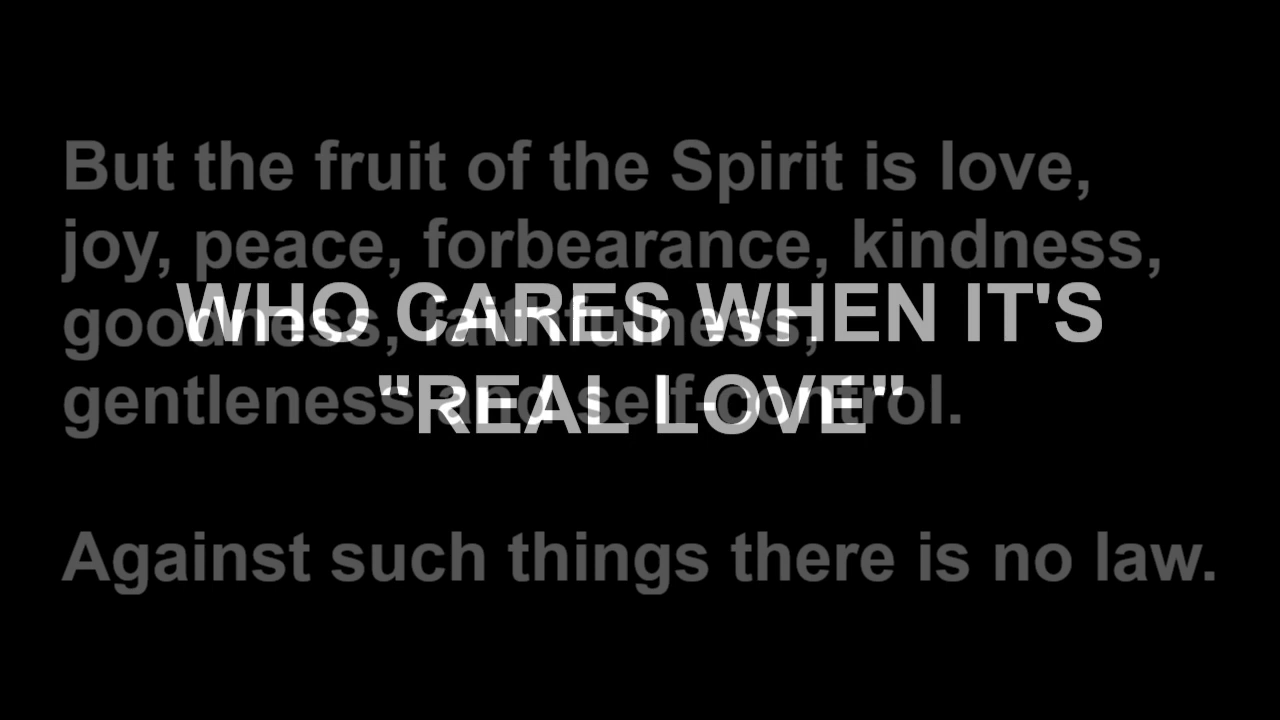 But the fruit of the Spirit is love,
joy, peace, forbearance, kindness,
goodness, faithfulness,
WHO CARES WHEN IT'S
gentleness and self-control.
"REAL LOVE"
Against such things there is no law.